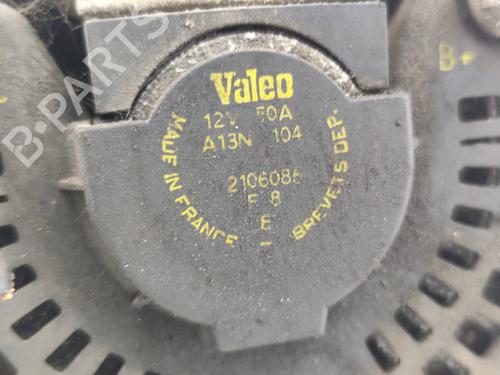 Valeo
12V 50A
A13N 104
2106086
F 8
E
MADE IN FRANCE - BREVETS DEP.
B+
B-PARTS